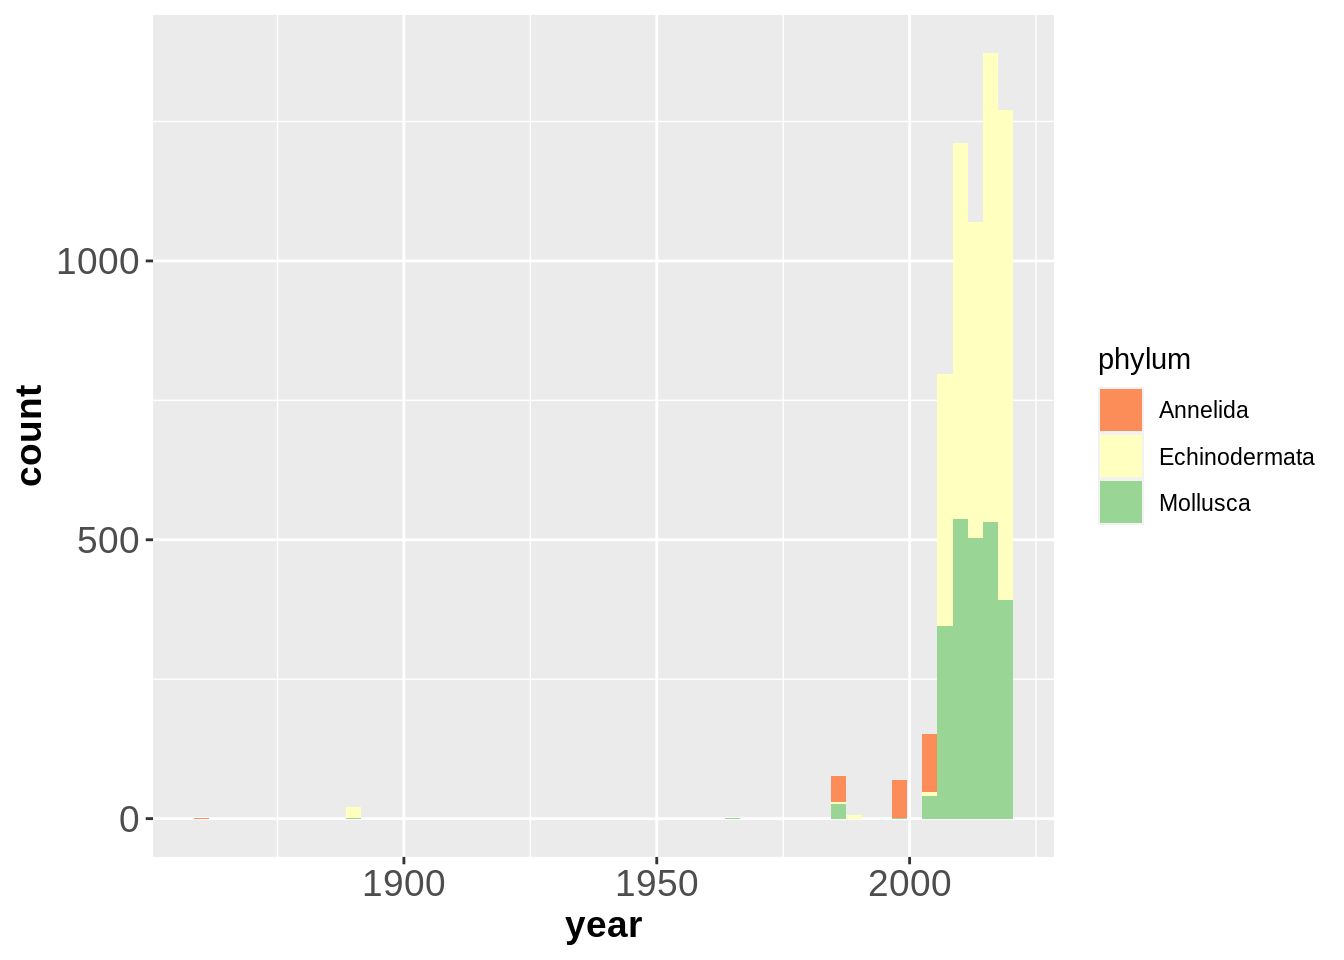 count
1000
500
0
1900
1950
2000
year
phylum
Annelida
Echinodermata
Mollusca